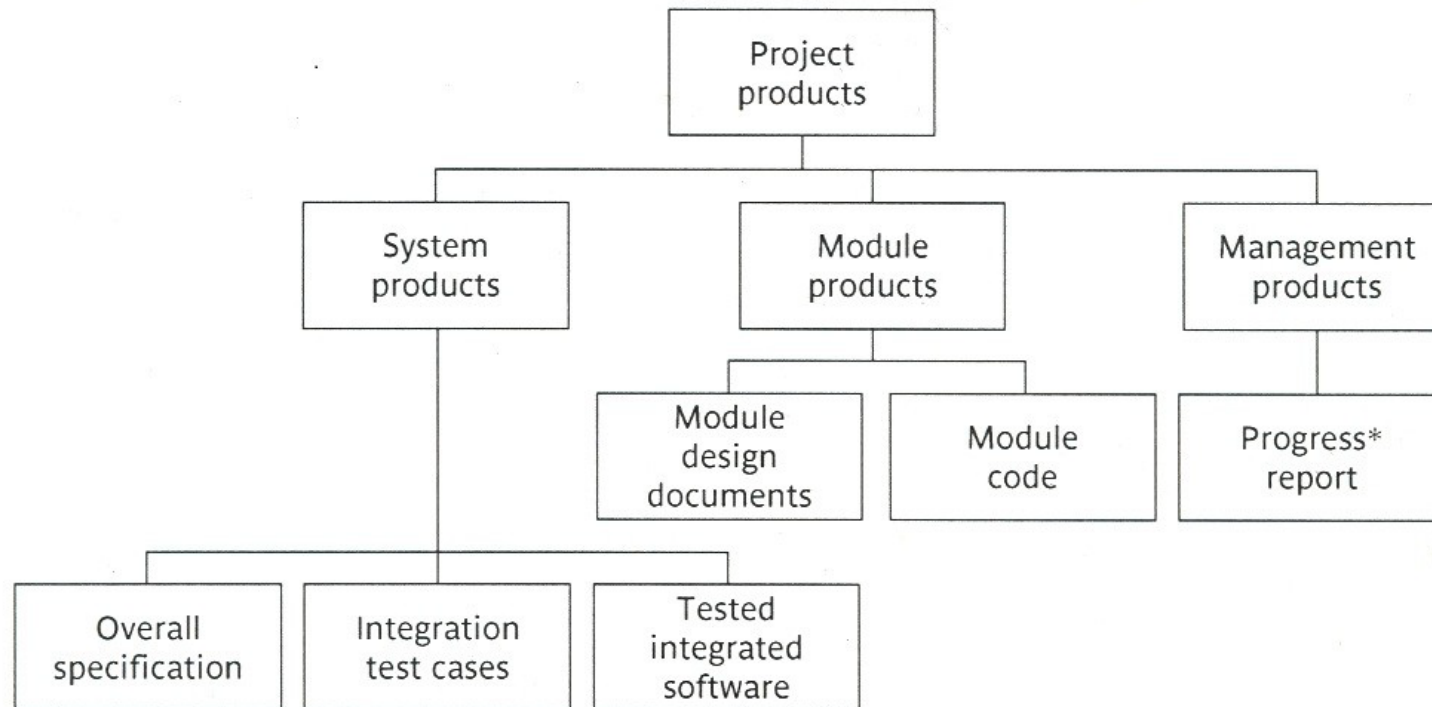 Project
products
System
products
Module
products
Management
products
Module
design
documents
Module
code
Progress*
report
Overall
specification
Integration
test cases
Tested
integrated
software